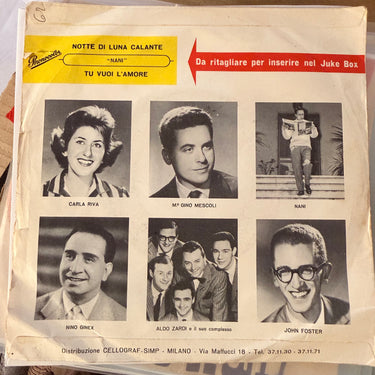 62
NOTTE DI LUNA CALANTE
Phonocolor
"NANI"
TU VUOI L'AMORE
Da ritagliare per inserire nel Juke Box
CARLA RIVA
Mº GINO MESCOLI
NANI
NINO GINEX
ALDO ZARDI e il suo complesso
JOHN FOSTER
Distribuzione CELLOGRAF-SIMP - MILANO - Via Maffucci 18 - Tel. 37.11.30 - 37.11.71